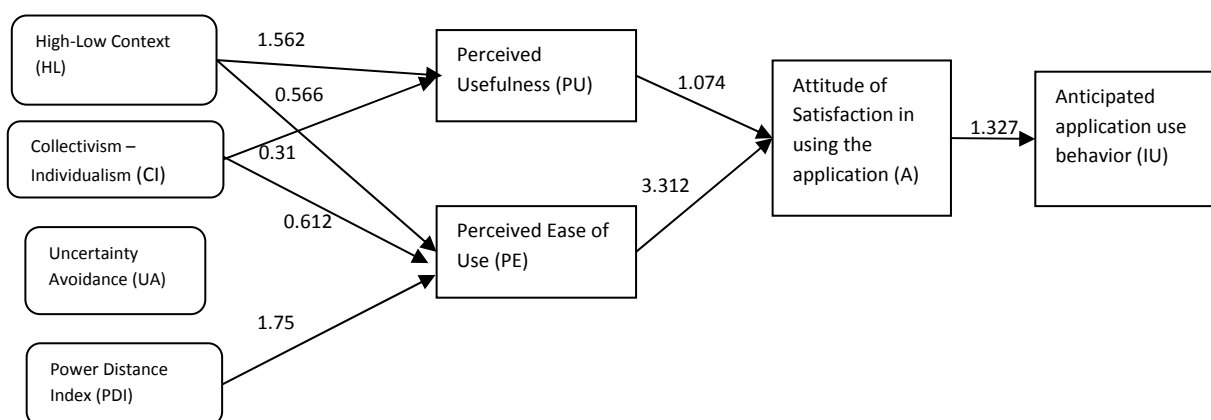 High-Low Context
(HL)
1.562
0.566
Perceived
Usefulness (PU)
1.074
Attitude of
Satisfaction in
using the
application (A)
1.327
Anticipated
application use
behavior (IU)
Collectivism –
Individualism (CI)
0.31
0.612
3.312
Perceived Ease of
Use (PE)
Uncertainty
Avoidance (UA)
1.75
Power Distance
Index (PDI)